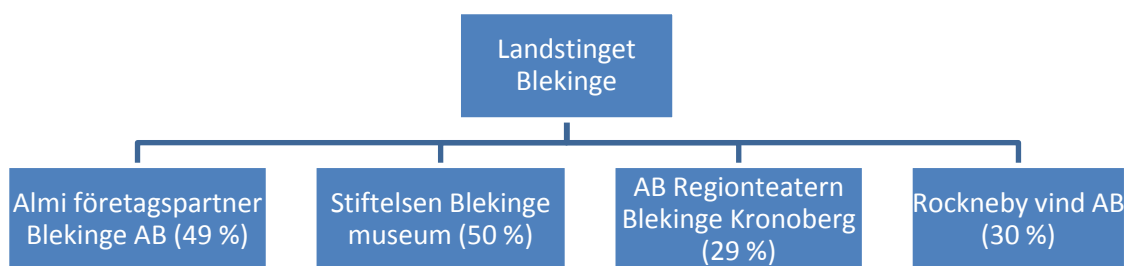 Landstinget
Blekinge
Almi företagspartner
Blekinge AB (49 %)
Stiftelsen Blekinge
museum (50 %)
AB Regionteatern
Blekinge Kronoberg
(29 %)
Rockneby vind AB
(30 %)